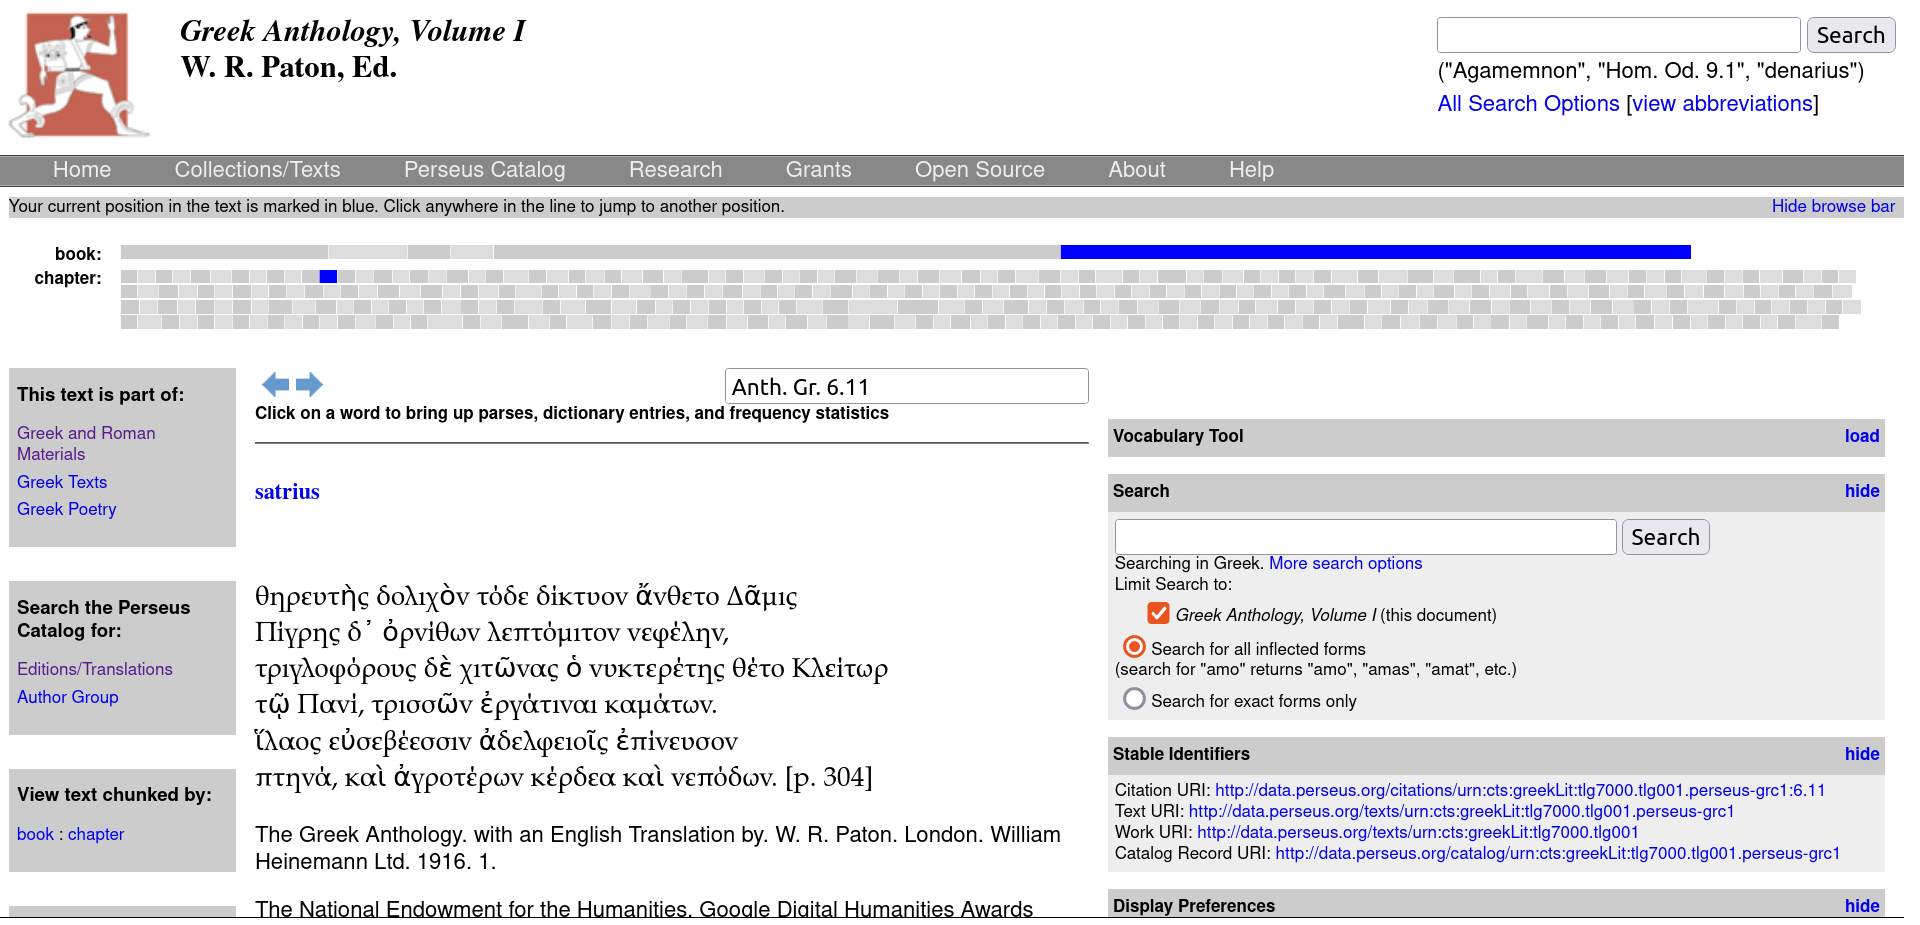 Greek Anthology, Volume I
W. R. Paton, Ed.
Search
("Agamemnon", "Hom. Od. 9.1", "denarius")
All Search Options [view abbreviations]
Home Collections/Texts Perseus Catalog Research Grants Open Source About Help
Your current position in the text is marked in blue. Click anywhere in the line to jump to another position.
Hide browse bar
book:
chapter:
This text is part of:
Greek and Roman
Materials
Greek Texts
Greek Poetry
Search the Perseus
Catalog for:
Editions/Translations
Author Group
View text chunked by:
book : chapter
Anth. Gr. 6.11
Click on a word to bring up parses, dictionary entries, and frequency statistics
satrius
θηρευτὴς δολιχὸν τόδε δίκτυον ἄνθετο Δᾶμις
Πίγρης δ᾽ ὀρνίθων λεπτόμιτον νεφέλην,
τριγλοφόρους δὲ χιτῶνας ὁ νυκτερέτης θέτο Κλείτωρ
τῷ Πανί, τρισσῶν ἐργάτιναι καμάτων.
ἵλαος εὐσεβέεσσιν ἀδελφειοῖς ἐπίνευσον
πτηνά, καὶ ἀγροτέρων κέρδεα καὶ νεπόδων. [p. 304]
The Greek Anthology. with an English Translation by. W. R. Paton. London. William
Heinemann Ltd. 1916. 1.
The National Endowment for the Humanities, Google Digital Humanities Awards
Vocabulary Tool load
Search hide
Search
Searching in Greek. More search options
Limit Search to:
Greek Anthology, Volume I (this document)
Search for all inflected forms
(search for "amo" returns "amo", "amas", "amat", etc.)
Search for exact forms only
Stable Identifiers hide
Citation URI: http://data.perseus.org/citations/urn:cts:greekLit:tlg7000.tlg001.perseus-grc1:6.11
Text URI: http://data.perseus.org/texts/urn:cts:greekLit:tlg7000.tlg001.perseus-grc1
Work URI: http://data.perseus.org/texts/urn:cts:greekLit:tlg7000.tlg001
Catalog Record URI: http://data.perseus.org/catalog/urn:cts:greekLit:tlg7000.tlg001.perseus-grc1
Display Preferences hide